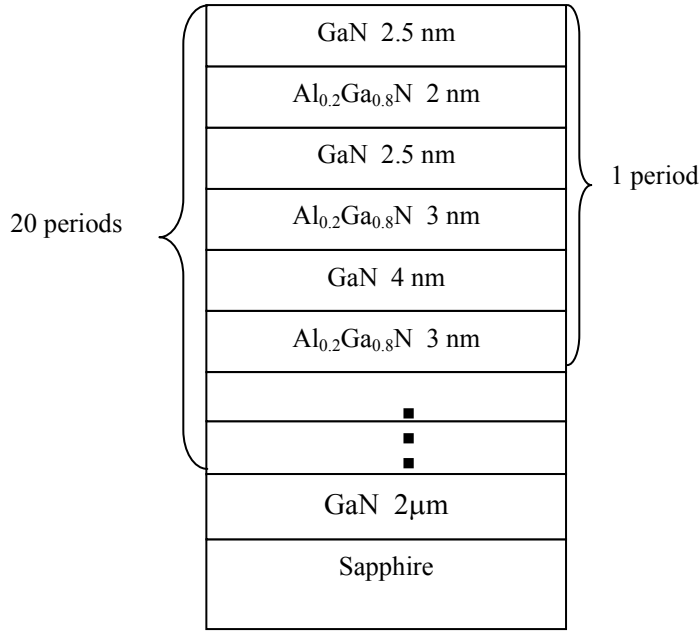 GaN 2.5 nm
Al₀.₂Ga₀.₈N 2 nm
GaN 2.5 nm
1 period
Al₀.₂Ga₀.₈N 3 nm
20 periods
GaN 4 nm
Al₀.₂Ga₀.₈N 3 nm
GaN 2μm
Sapphire